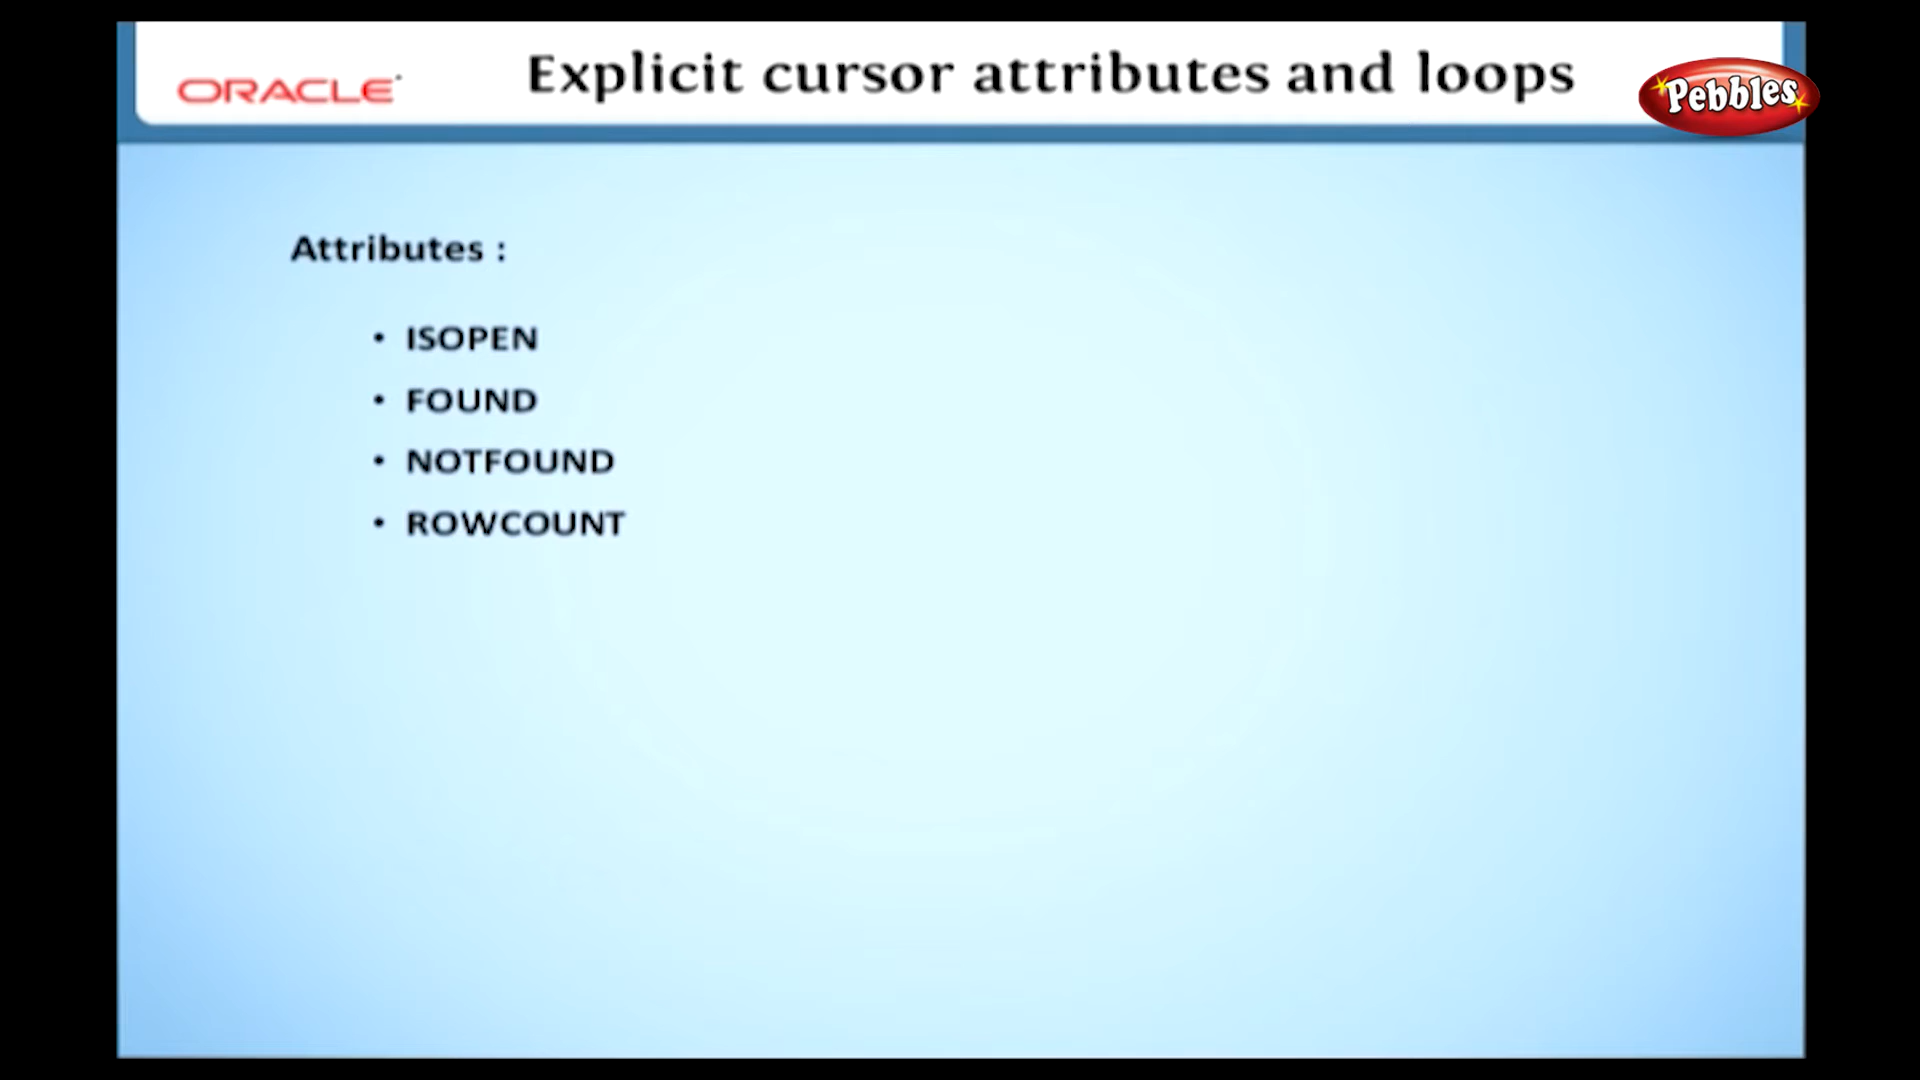 ORACLE
Explicit cursor attributes and loops
Pebbles
Attributes :
• ISOPEN
• FOUND
• NOTFOUND
• ROWCOUNT